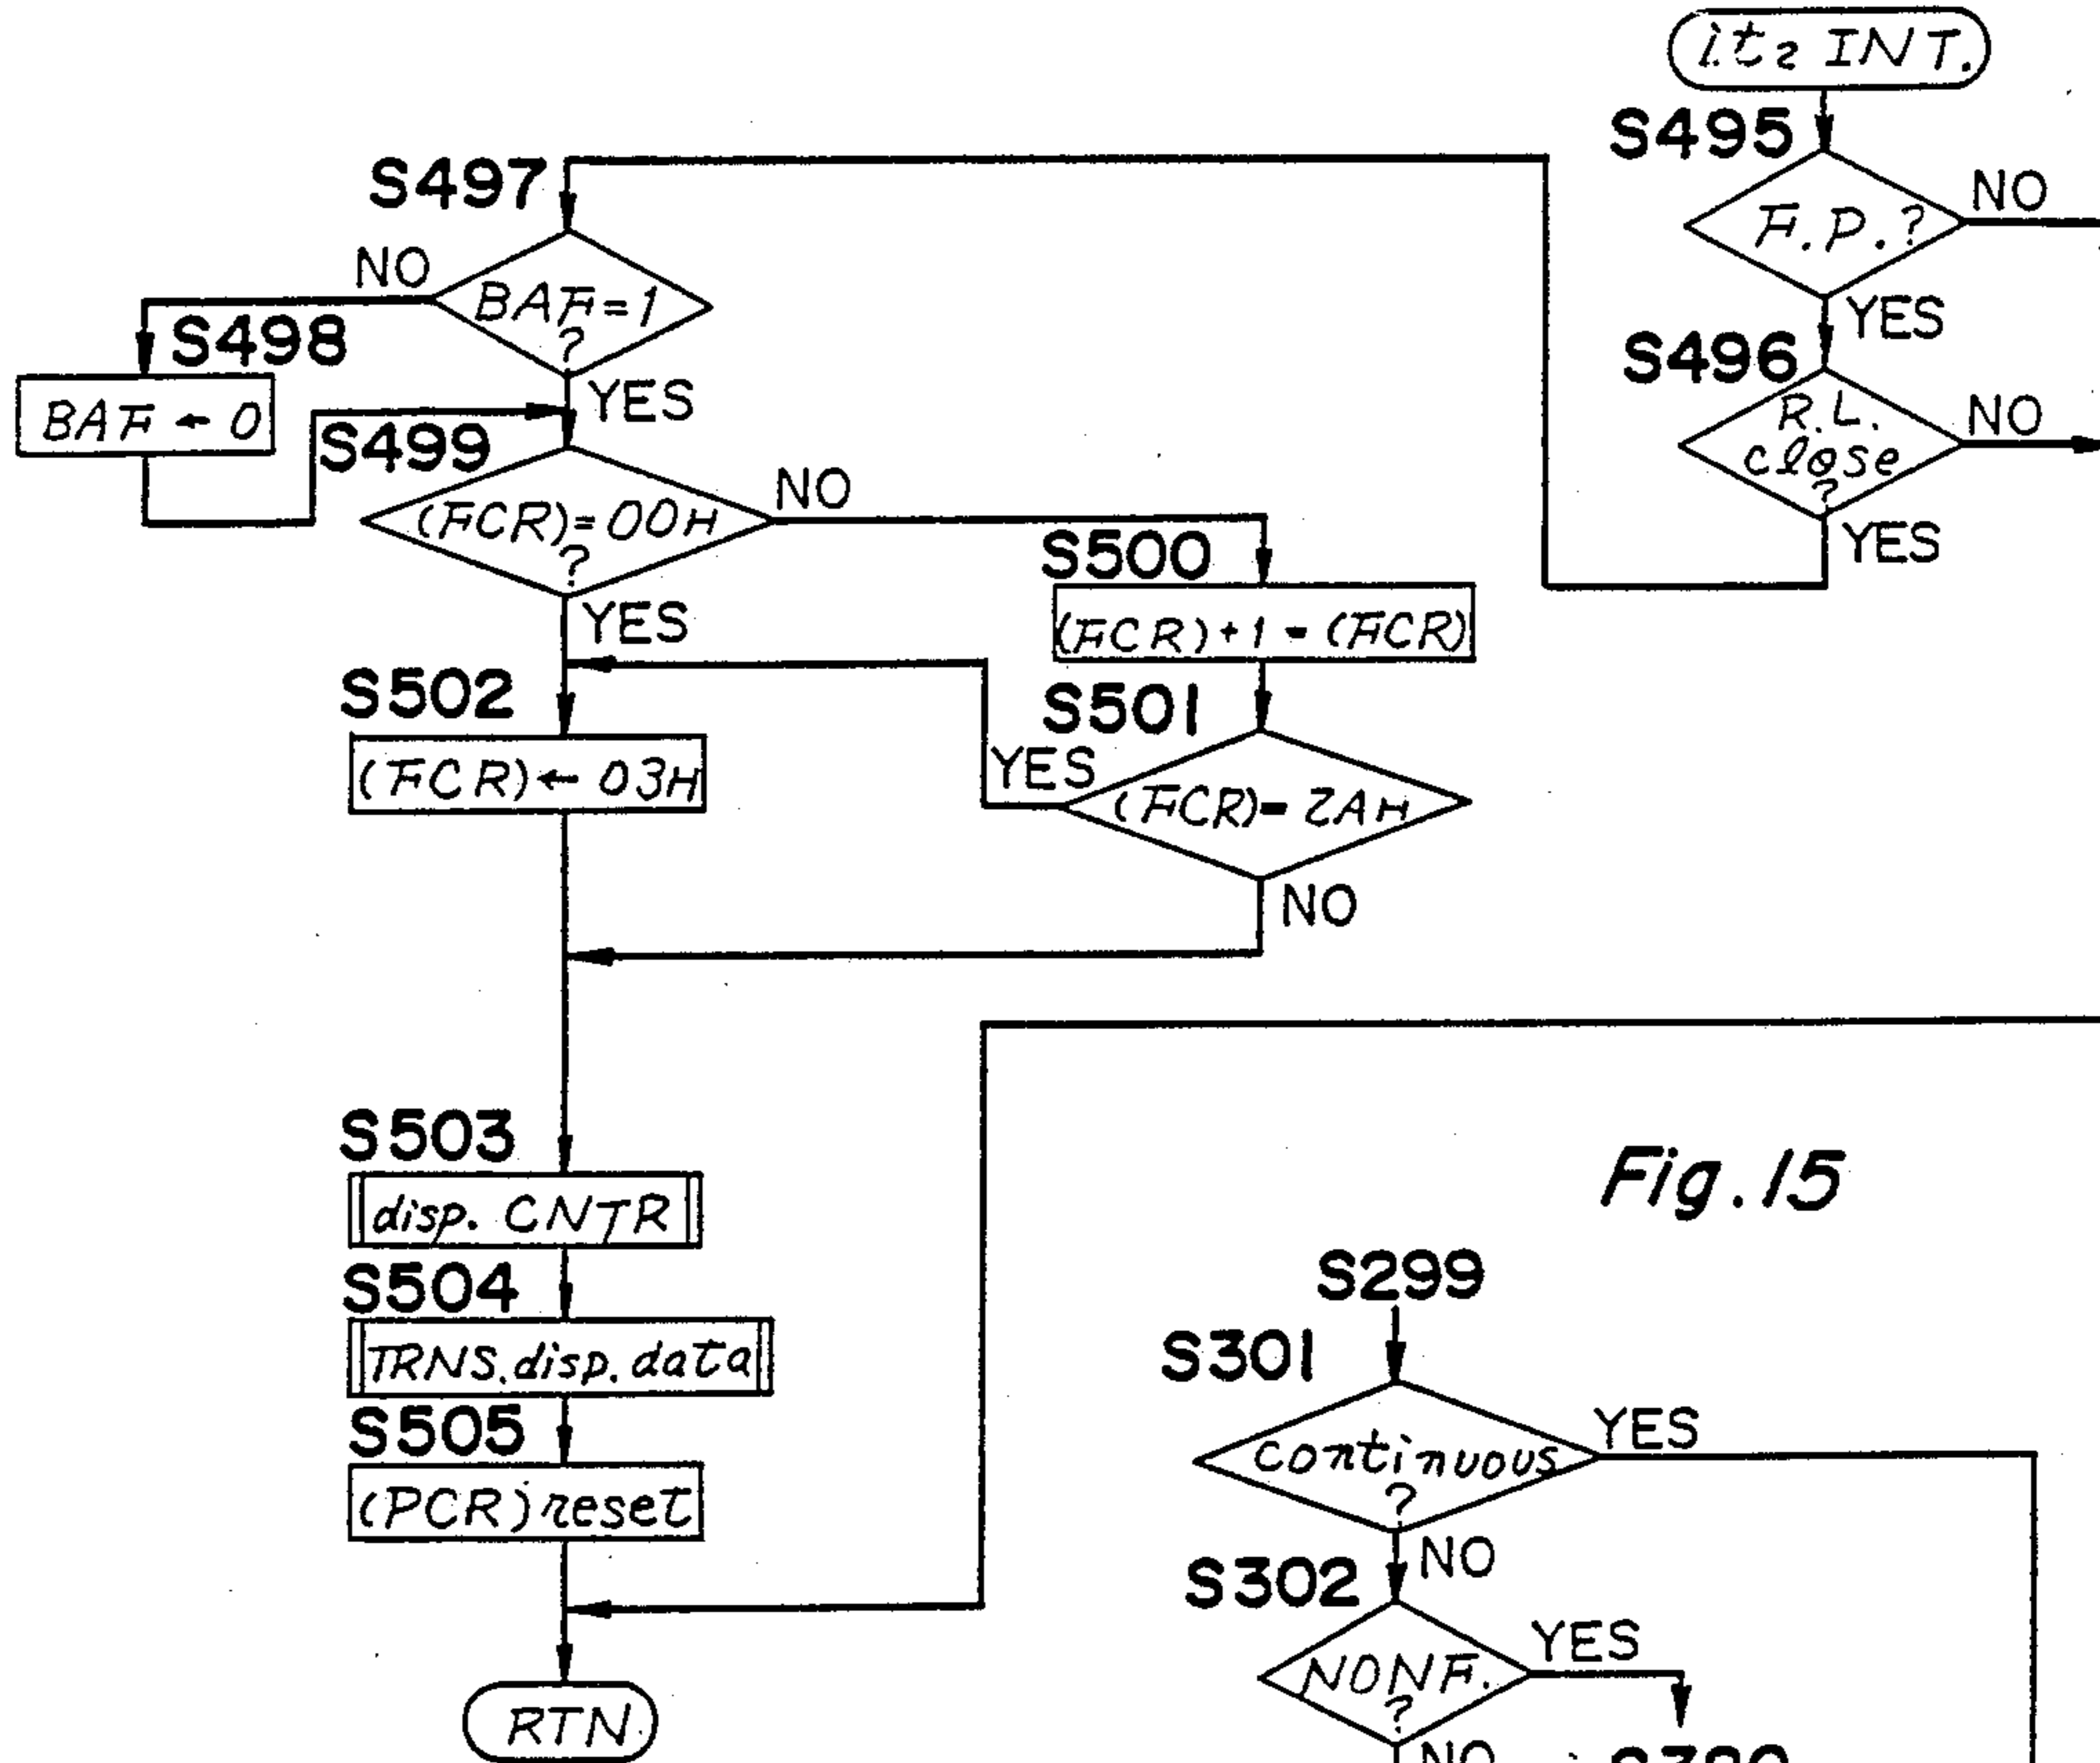 it2 INT.
S495
F.P.?
NO
YES
S496
R.L.
close
?
NO
YES
S497
BAF=1
?
NO
YES
S498
BAF ← 0
S499
(FCR)=00H
?
NO
YES
S500
(FCR)+1 - (FCR)
S501
(FCR)= 2AH
YES
NO
S502
(FCR) ← 03H
S503
disp. CNTR
S504
TRNS.disp.data
S505
(PCR) reset
RTN
Fig. 15
S299
S301
continuous
?
YES
NO
S302
NONF.
?
YES
NO